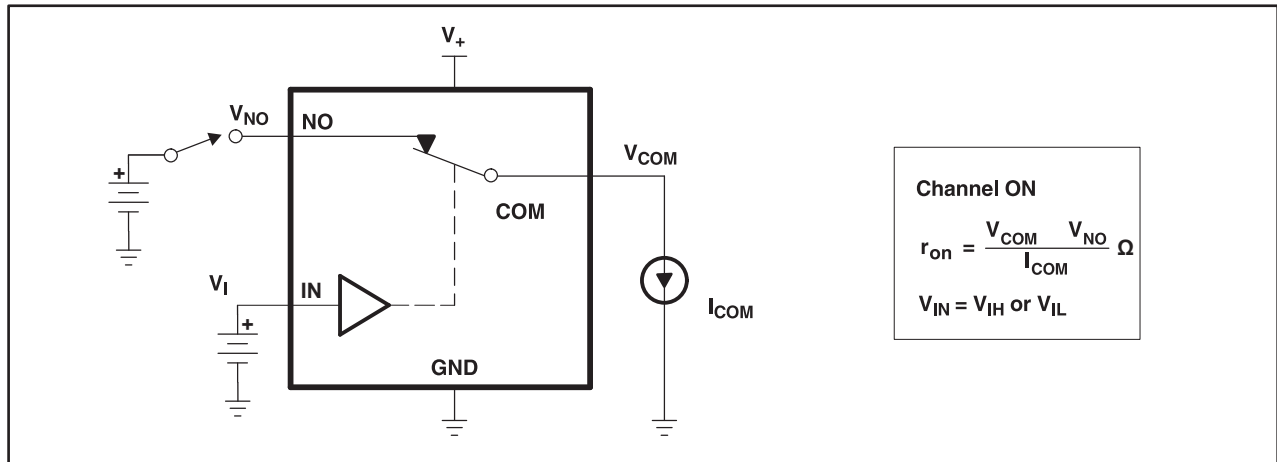 V+
VNO
NO
VCOM
COM
VI
IN
ICOM
GND
+
+
Channel ON
ron = VCOM VNO / ICOM Ω
VIN = VIH or VIL